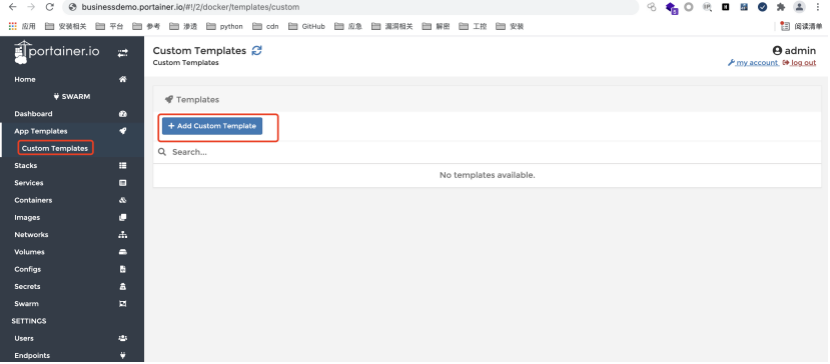 businessdemo.portainer.io/#!/2/docker/templates/custom
应用 安装相关 平台 参考 渗透 python cdn GitHub 应急 漏洞相关 解密 工控 安装 阅读清单
portainer.io
Custom Templates
admin
Custom Templates
my account log out
Home
SWARM
Dashboard
App Templates
Custom Templates
Stacks
Services
Containers
Images
Networks
Volumes
Configs
Secrets
Swarm
SETTINGS
Users
Endpoints
Templates
+ Add Custom Template
Search...
No templates available.